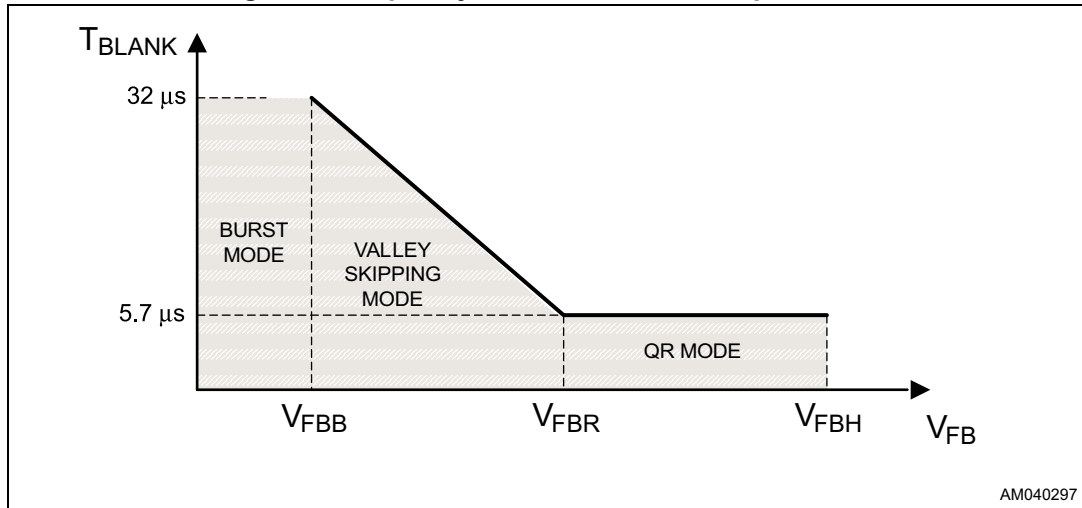 TBLANK
32 μs
BURST
MODE
VALLEY
SKIPPING
MODE
5.7 μs
QR MODE
VFBB
VFBR
VFBH
VFB
AM040297